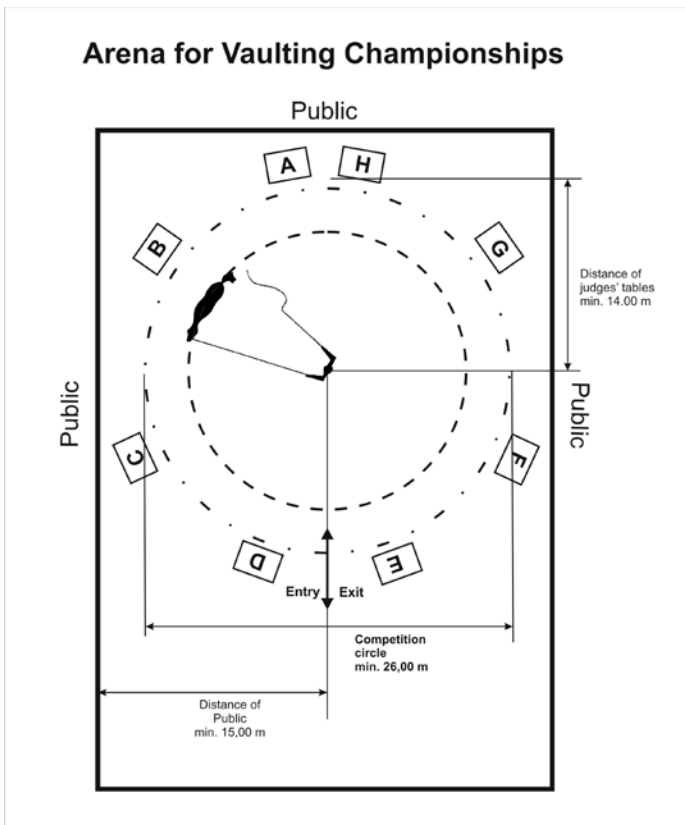 Arena for Vaulting Championships
Public
A
H
B
G
Distance of
judges' tables
min. 14.00 m
Public
Public
C
F
D
E
Entry
Exit
Competition
circle
min. 26,00 m
Distance of
Public
min. 15,00 m